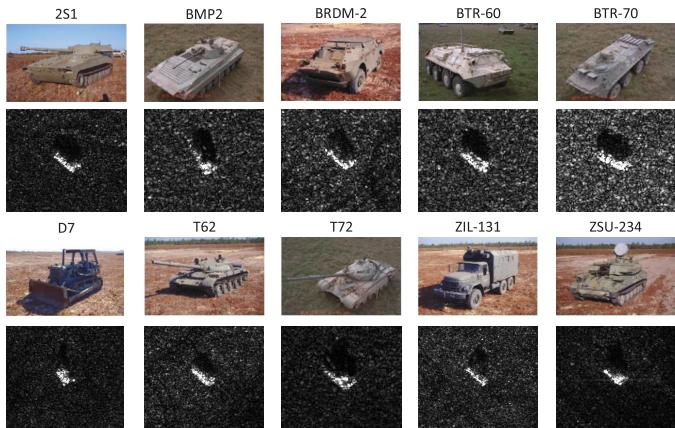 2S1 BMP2 BRDM-2 BTR-60 BTR-70
D7 T62 T72 ZIL-131 ZSU-234